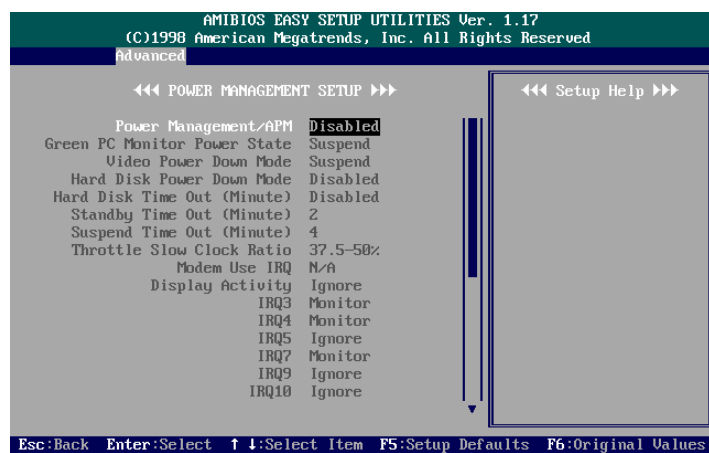 AMIBIOS EASY SETUP UTILITIES Ver. 1.17
(C)1998 American Megatrends, Inc. All Rights Reserved
Advanced
POWER MANAGEMENT SETUP
Setup Help
Power Management/APM Disabled
Green PC Monitor Power State Suspend
Video Power Down Mode Suspend
Hard Disk Power Down Mode Disabled
Hard Disk Time Out (Minute) Disabled
Standby Time Out (Minute) 2
Suspend Time Out (Minute) 4
Throttle Slow Clock Ratio 37.5-50%
Modem Use IRQ N/A
Display Activity Ignore
IRQ3 Monitor
IRQ4 Monitor
IRQ5 Ignore
IRQ7 Monitor
IRQ9 Ignore
IRQ10 Ignore
Esc:Back Enter:Select ↑ ↓:Select Item F5:Setup Defaults F6:Original Values